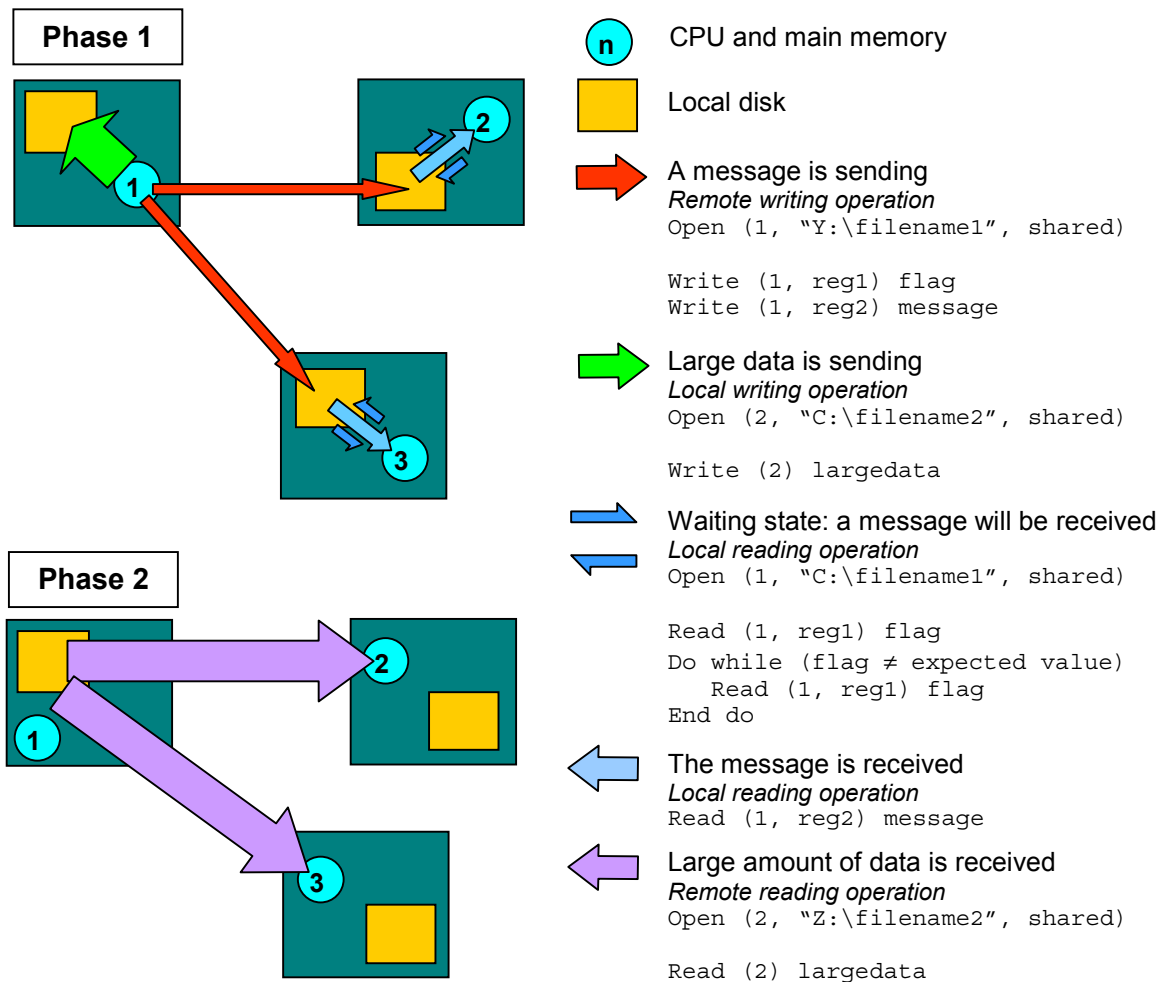 Phase 1
1
2
3
Phase 2
1
2
3
n
CPU and main memory
Local disk
A message is sending
Remote writing operation
Open (1, “Y:\filename1”, shared)
Write (1, reg1) flag
Write (1, reg2) message
Large data is sending
Local writing operation
Open (2, “C:\filename2”, shared)
Write (2) largedata
Waiting state: a message will be received
Local reading operation
Open (1, “C:\filename1”, shared)
Read (1, reg1) flag
Do while (flag ≠ expected value)
Read (1, reg1) flag
End do
The message is received
Local reading operation
Read (1, reg2) message
Large amount of data is received
Remote reading operation
Open (2, “Z:\filename2”, shared)
Read (2) largedata